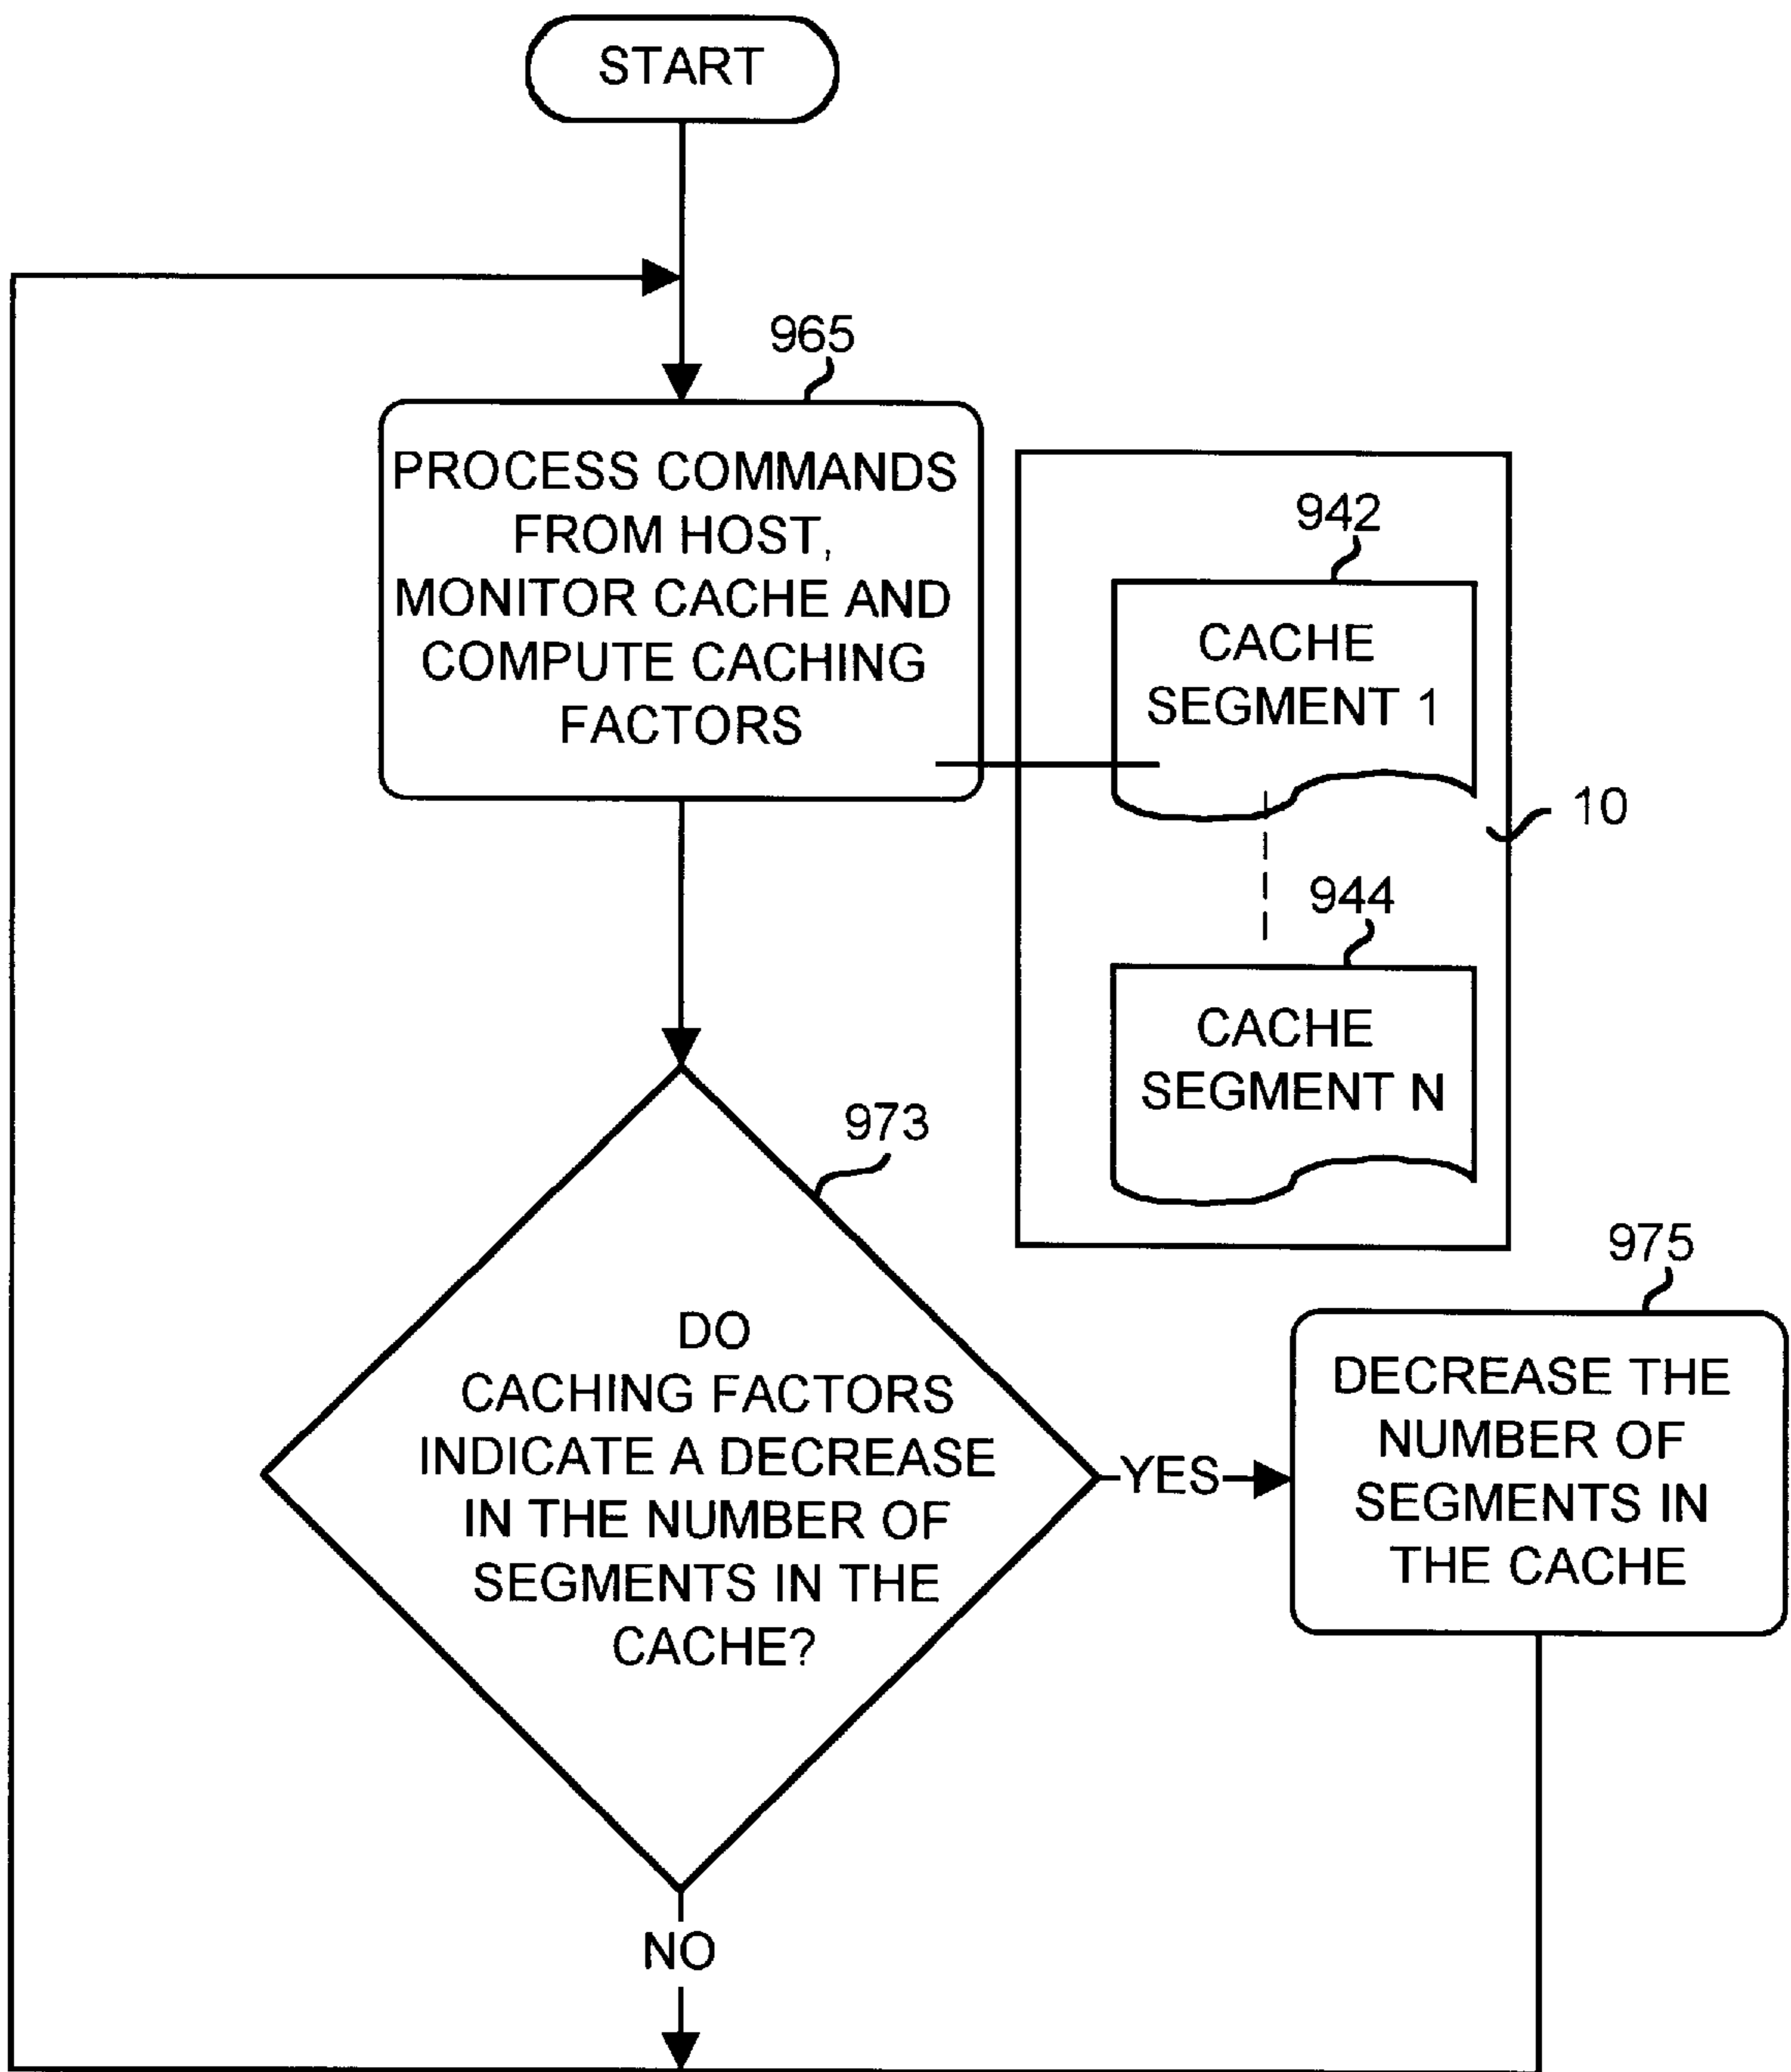 START
965
PROCESS COMMANDS
FROM HOST,
MONITOR CACHE AND
COMPUTE CACHING
FACTORS
942
CACHE
SEGMENT 1
10
944
CACHE
SEGMENT N
973
DO
CACHING FACTORS
INDICATE A DECREASE
IN THE NUMBER OF
SEGMENTS IN THE
CACHE?
YES
975
DECREASE THE
NUMBER OF
SEGMENTS IN
THE CACHE
NO